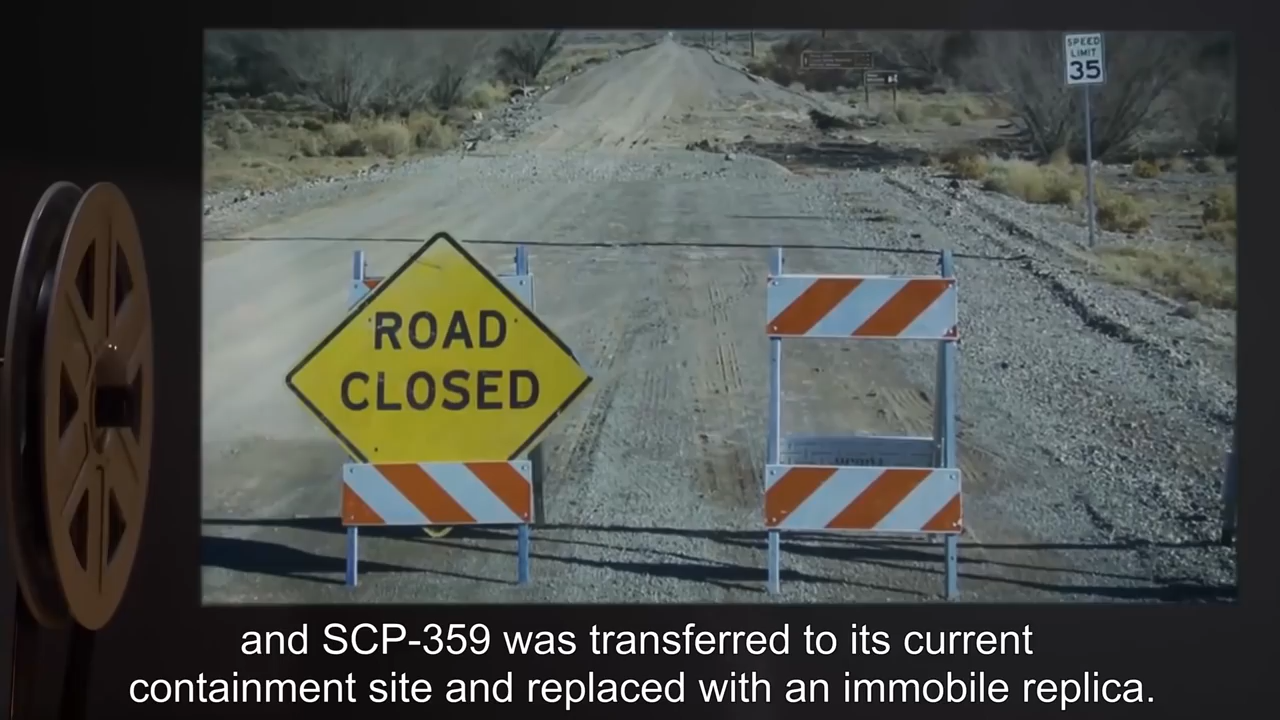 SPEED
LIMIT
35
ROAD
CLOSED
and SCP-359 was transferred to its current
containment site and replaced with an immobile replica.